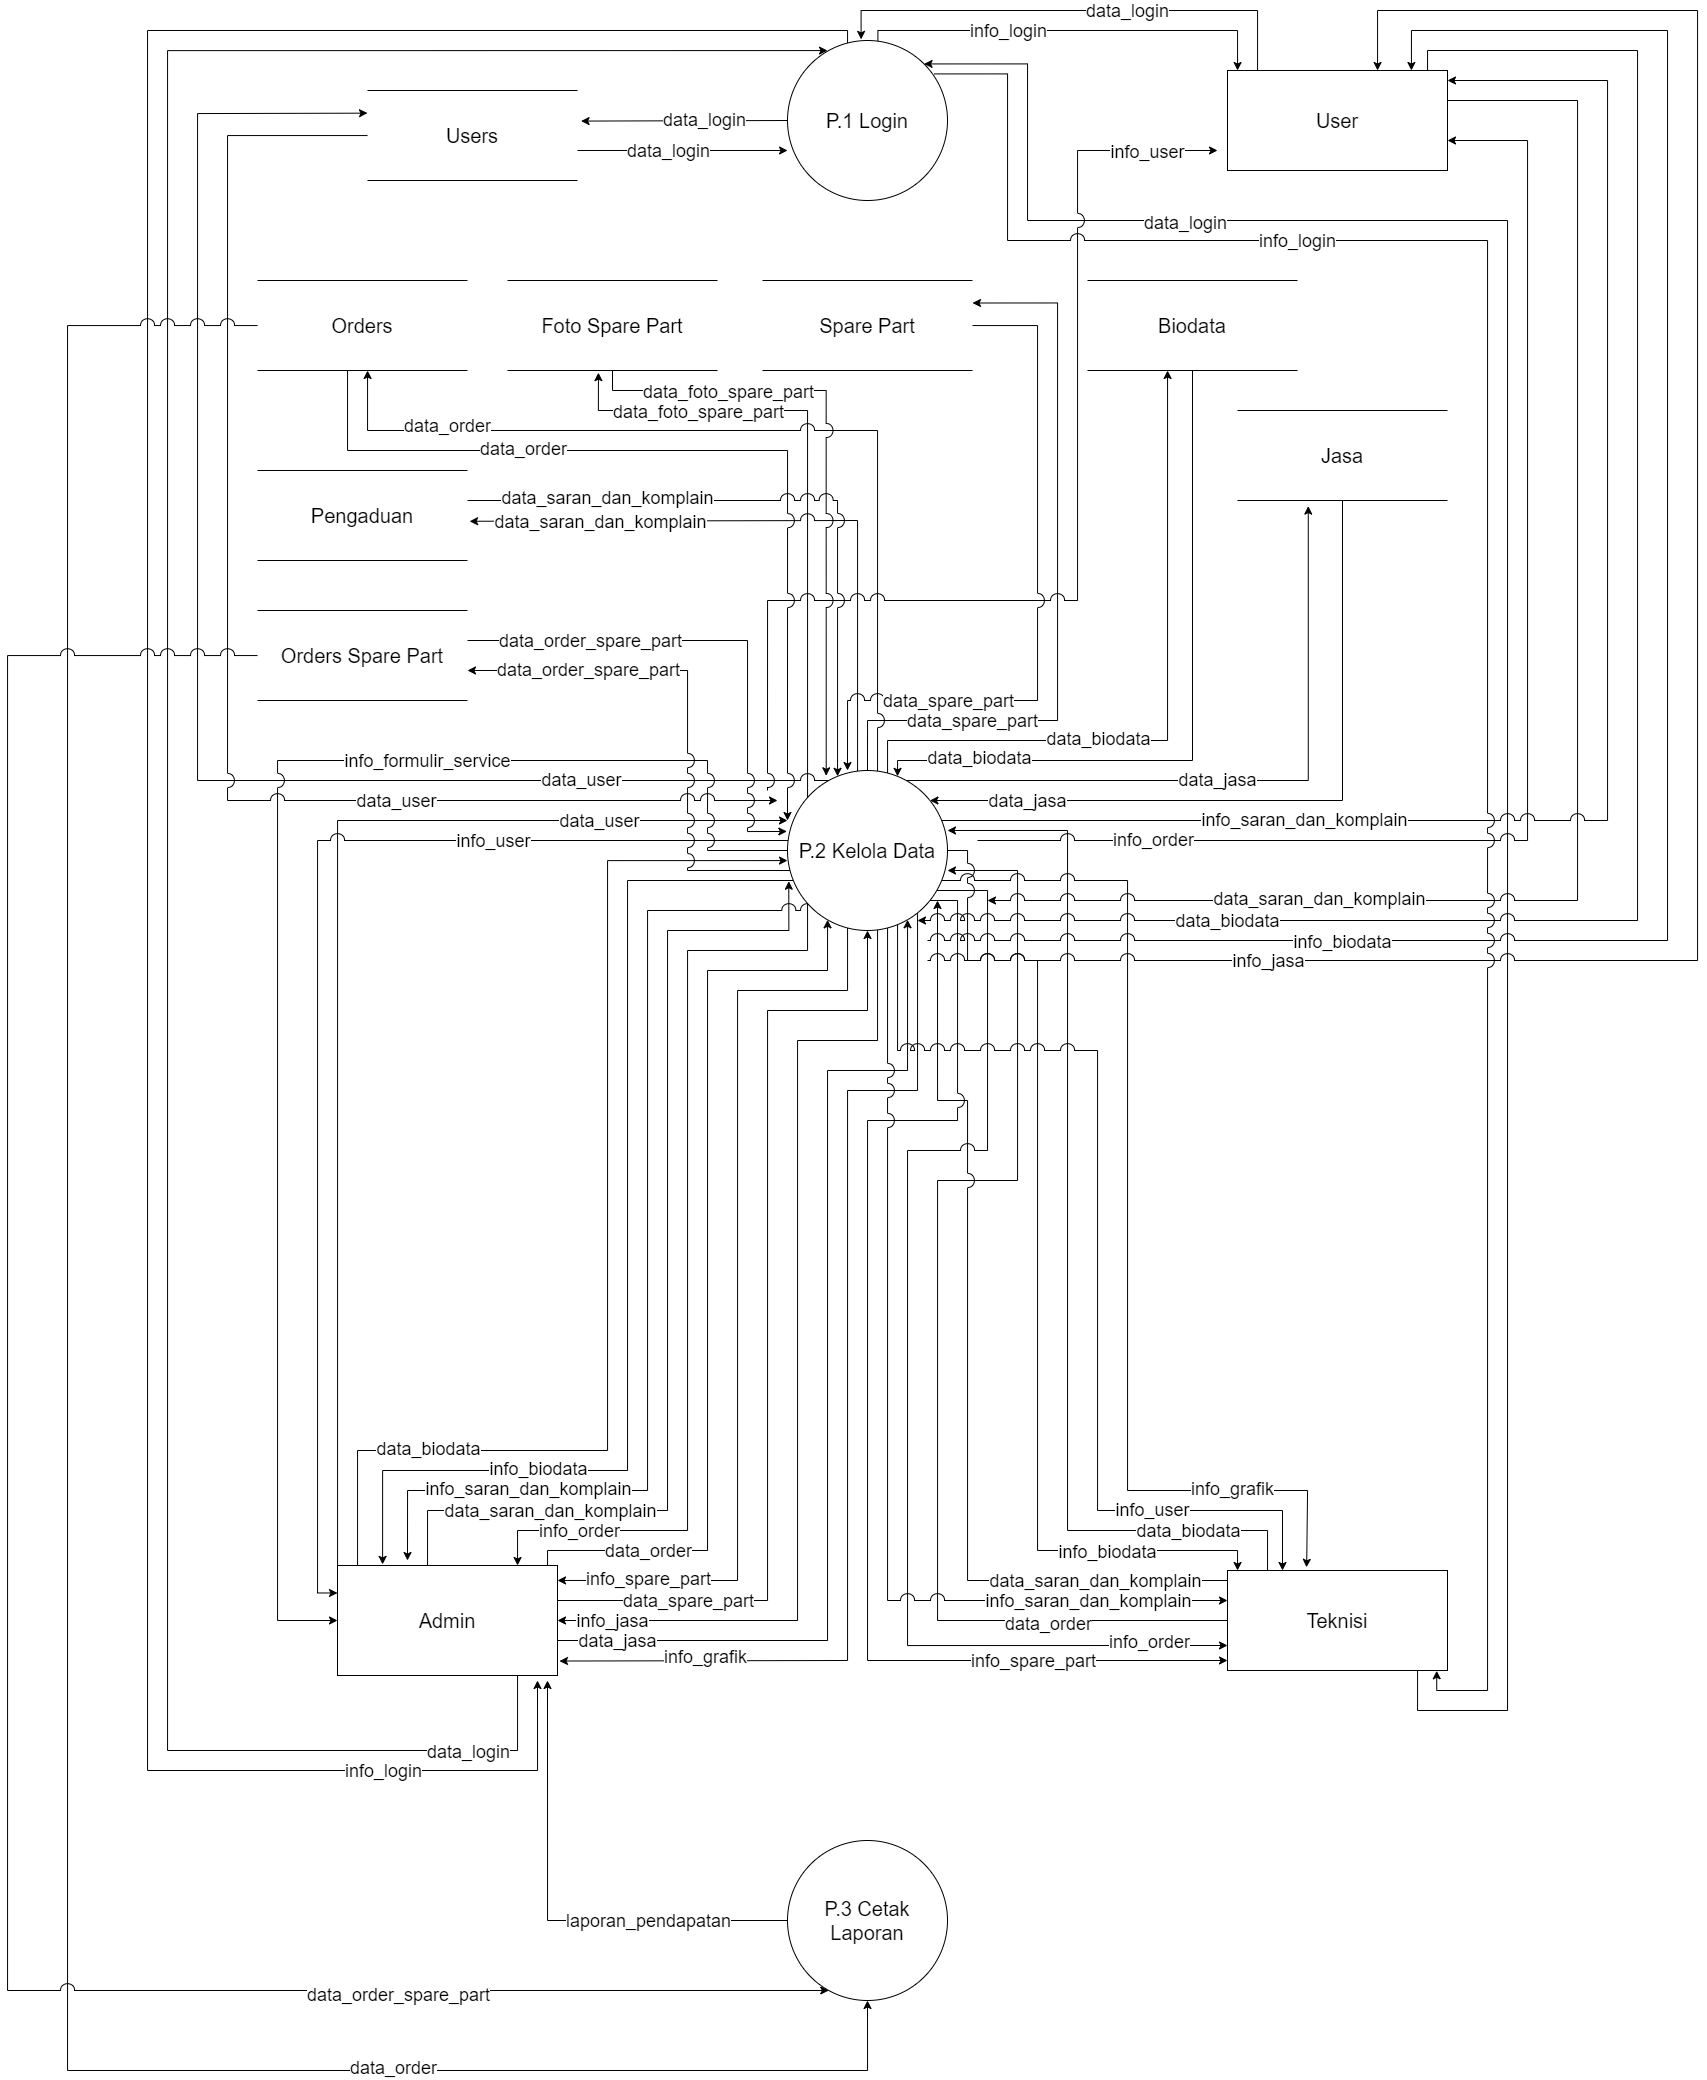 data_login
info_login
P.1 Login
User
data_login
Users
data_login
info_user
data_login
info_login
Orders
Foto Spare Part
Spare Part
Biodata
data_foto_spare_part
data_foto_spare_part
data_order
data_order
Jasa
data_saran_dan_komplain
Pengaduan
data_saran_dan_komplain
data_order_spare_part
Orders Spare Part
data_order_spare_part
data_spare_part
data_spare_part
data_biodata
info_formulir_service
data_biodata
data_user
data_jasa
data_user
data_jasa
data_user
info_saran_dan_komplain
info_user
info_order
P.2 Kelola Data
data_saran_dan_komplain
data_biodata
info_biodata
info_jasa
data_biodata
info_biodata
info_saran_dan_komplain
info_grafik
data_saran_dan_komplain
info_user
info_order
data_biodata
data_order
info_biodata
info_spare_part
data_saran_dan_komplain
data_spare_part
info_saran_dan_komplain
Admin
info_jasa
data_order
Teknisi
data_jasa
info_order
info_grafik
info_spare_part
data_login
info_login
P.3 Cetak
Laporan
laporan_pendapatan
data_order_spare_part
data_order